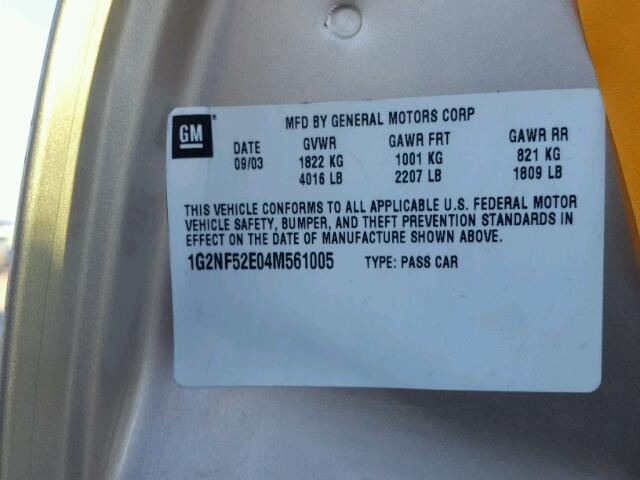 MFD BY GENERAL MOTORS CORP
GM
DATE GVWR GAWR FRT GAWR RR
09/03 1822 KG 1001 KG 821 KG
4016 LB 2207 LB 1809 LB
THIS VEHICLE CONFORMS TO ALL APPLICABLE U.S. FEDERAL MOTOR
VEHICLE SAFETY, BUMPER, AND THEFT PREVENTION STANDARDS IN
EFFECT ON THE DATE OF MANUFACTURE SHOWN ABOVE.
1G2NF52E04M561005 TYPE: PASS CAR